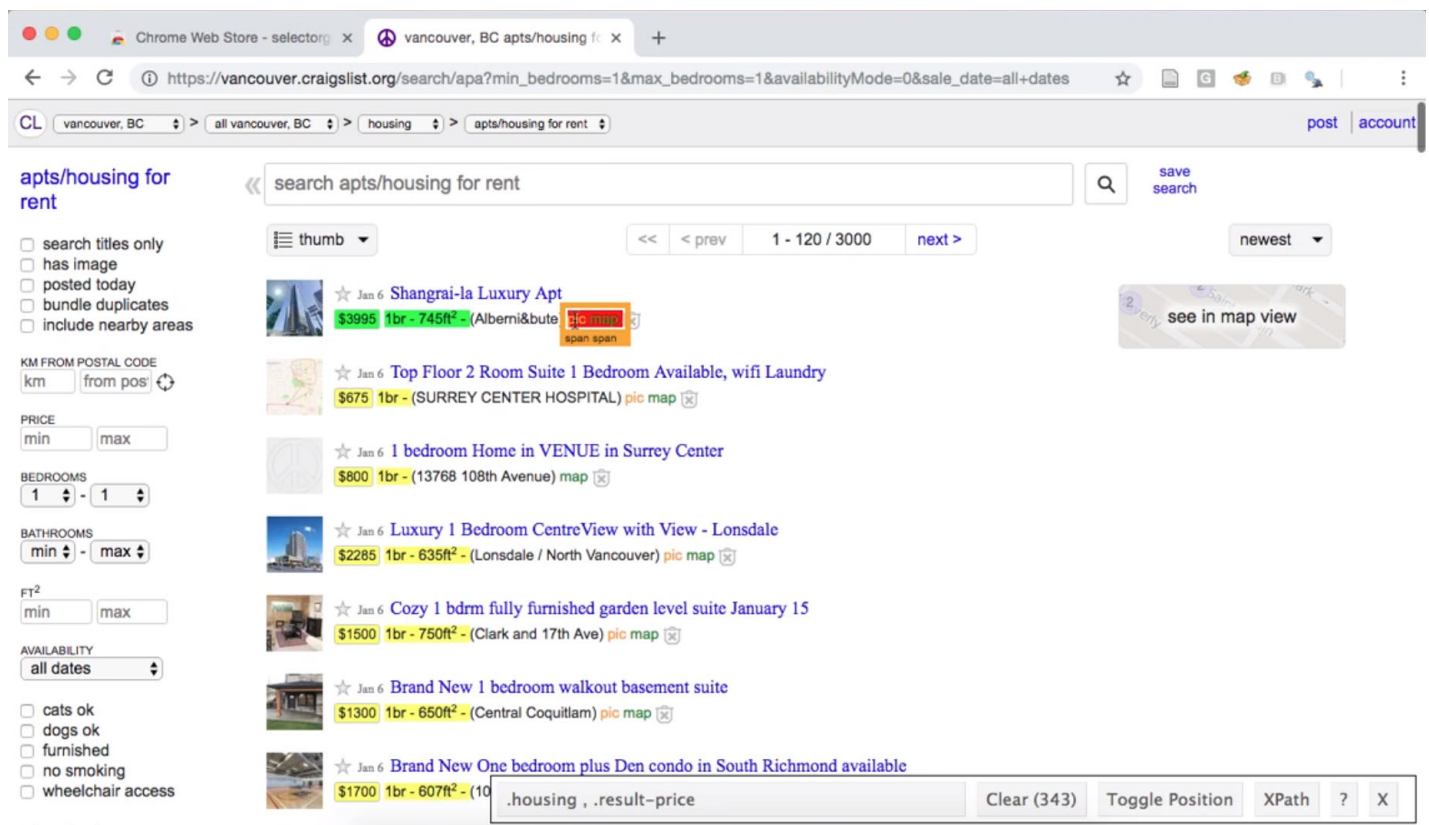 Chrome Web Store - selectorg
vancouver, BC apts/housing fo
https://vancouver.craigslist.org/search/apa?min_bedrooms=1&max_bedrooms=1&availabilityMode=0&sale_date=all+dates
CL vancouver, BC > all vancouver, BC > housing > apts/housing for rent
post account
apts/housing for
rent
search apts/housing for rent
save
search
thumb
<< < prev 1 - 120 / 3000 next >
newest
search titles only
has image
posted today
bundle duplicates
include nearby areas
KM FROM POSTAL CODE
km from pos
PRICE
min max
BEDROOMS
1 - 1
BATHROOMS
min - max
FT²
min max
AVAILABILITY
all dates
cats ok
dogs ok
furnished
no smoking
wheelchair access
Jan 6 Shangrai-la Luxury Apt
$3995 1br - 745ft² - (Alberni&bute pic map
span span
Jan 6 Top Floor 2 Room Suite 1 Bedroom Available, wifi Laundry
$675 1br - (SURREY CENTER HOSPITAL) pic map
Jan 6 1 bedroom Home in VENUE in Surrey Center
$800 1br - (13768 108th Avenue) map
Jan 6 Luxury 1 Bedroom CentreView with View - Lonsdale
$2285 1br - 635ft² - (Lonsdale / North Vancouver) pic map
Jan 6 Cozy 1 bdrm fully furnished garden level suite January 15
$1500 1br - 750ft² - (Clark and 17th Ave) pic map
Jan 6 Brand New 1 bedroom walkout basement suite
$1300 1br - 650ft² - (Central Coquitlam) pic map
Jan 6 Brand New One bedroom plus Den condo in South Richmond available
$1700 1br - 607ft² - (10
see in map view
.housing , .result-price Clear (343) Toggle Position XPath ? X